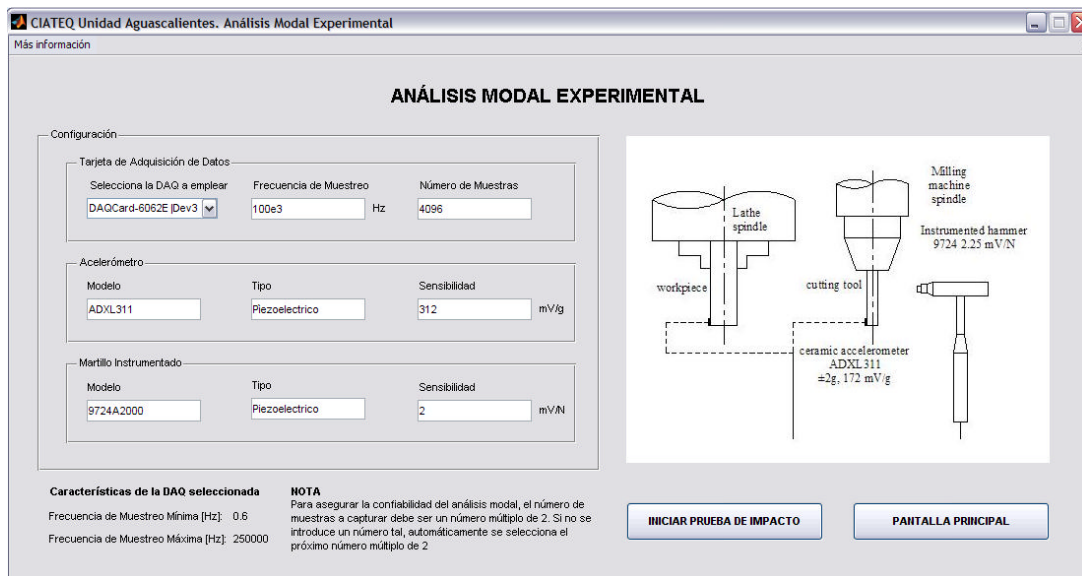 CIATEQ Unidad Aguascalientes. Análisis Modal Experimental
Más información
ANÁLISIS MODAL EXPERIMENTAL
Configuración
Tarjeta de Adquisición de Datos
Selecciona la DAQ a emplear
Frecuencia de Muestreo
Número de Muestras
DAQCard-6062E |Dev3
100e3
Hz
4096
Acelerómetro
Modelo
Tipo
Sensibilidad
ADXL311
Piezoelectrico
312
mV/g
Martillo Instrumentado
Modelo
Tipo
Sensibilidad
9724A2000
Piezoelectrico
2
mV/N
Lathe
spindle
Milling
machine
spindle
Instrumented hammer
9724 2.25 mV/N
workpiece
cutting tool
ceramic accelerometer
ADXL311
±2g, 172 mV/g
Características de la DAQ seleccionada
Frecuencia de Muestreo Mínima [Hz]: 0.6
Frecuencia de Muestreo Máxima [Hz]: 250000
NOTA
Para asegurar la confiabilidad del análisis modal, el número de
muestras a capturar debe ser un número múltiplo de 2. Si no se
introduce un número tal, automáticamente se selecciona el
próximo número múltiplo de 2
INICIAR PRUEBA DE IMPACTO
PANTALLA PRINCIPAL